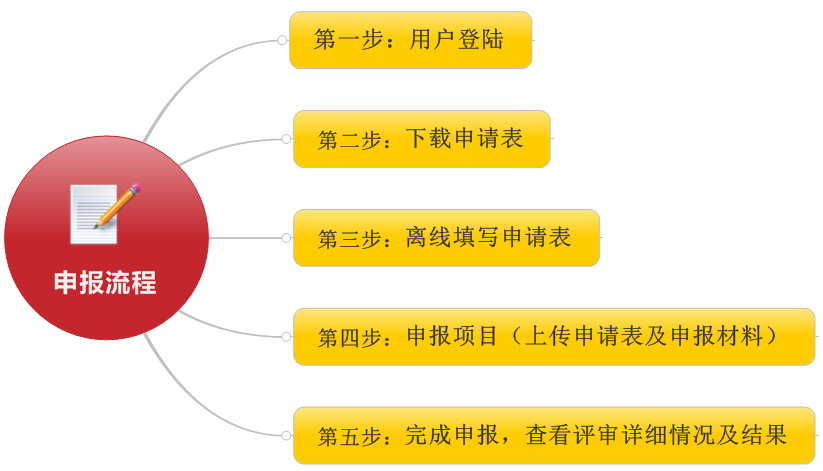 申报流程
第一步：用户登陆
第二步：下载申请表
第三步：离线填写申请表
第四步：申报项目（上传申请表及申报材料）
第五步：完成申报，查看评审详细情况及结果